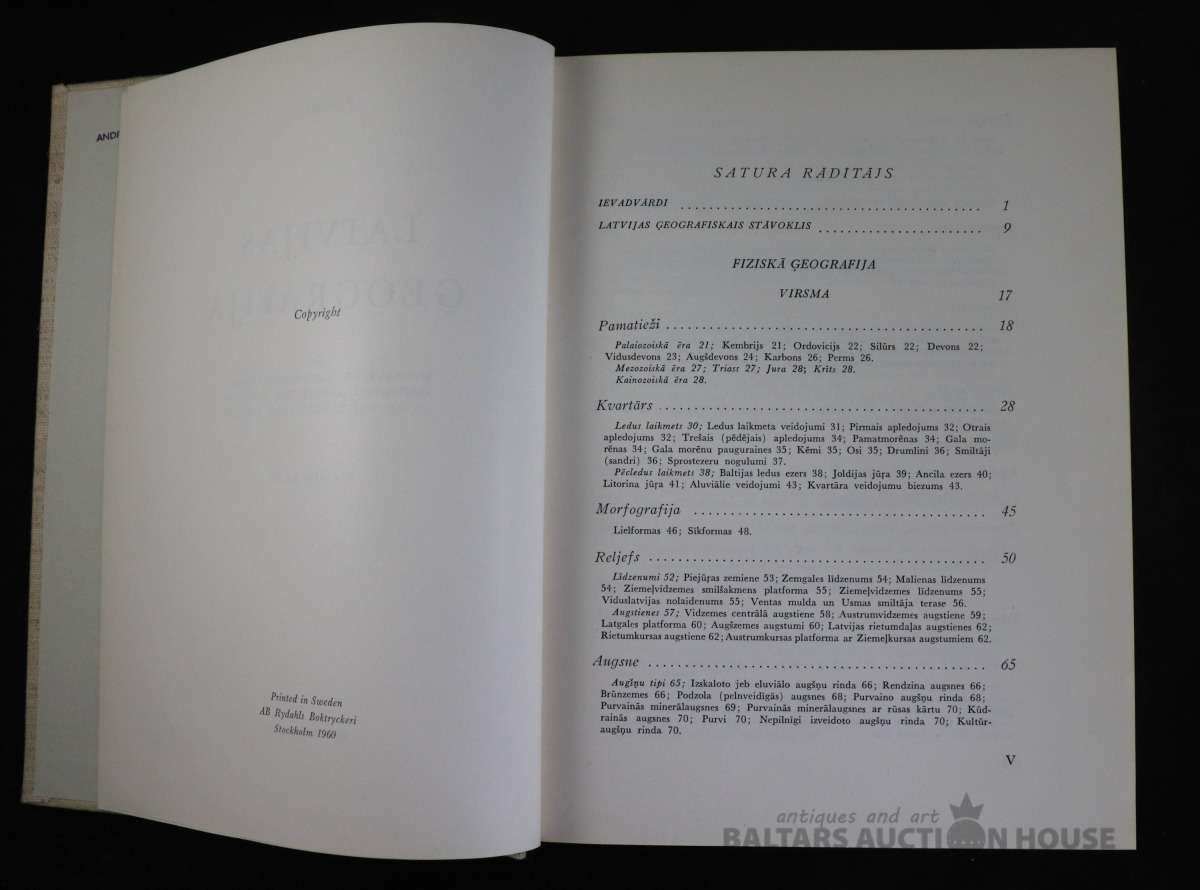 ANDR
Copyright
Printed in Sweden
AB Rydahls Boktryckeri
Stockholm 1960
SATURA RĀDITĀJS
IEVADVĀRDI ........................................ 1
LATVIJAS ĢEOGRAFISKAIS STĀVOKLIS ...................... 9
FIZISKĀ ĢEOGRAFIJA
VIRSMA 17
Pamatieži ........................................... 18
Palaiozoiskā ēra 21; Kembrijs 21; Ordovicijs 22; Silūrs 22; Devons 22;
Vidusdevons 23; Augšdevons 24; Karbons 26; Perms 26.
Mezozoiskā ēra 27; Triass 27; Jura 28; Krīts 28.
Kainozoiskā ēra 28.
Kvartārs ............................................ 28
Ledus laikmets 30; Ledus laikmeta veidojumi 31; Pirmais apledojums 32; Otrais
apledojums 32; Trešais (pēdējais) apledojums 34; Pamatmorēnas 34; Gala mo-
rēnas 34; Gala morēnu pauguraines 35; Kēmi 35; Osi 35; Drumlini 36; Smiltāji
(sandri) 36; Sprostezeru nogulumi 37.
Pēcledus laikmets 38; Baltijas ledus ezers 38; Joldijas jūŗa 39; Ancila ezers 40;
Litorina jūŗa 41; Aluviālie veidojumi 43; Kvartāra veidojumu biezums 43.
Morfografija ....................................... 45
Lielformas 46; Sīkformas 48.
Reljefs ............................................. 50
Līdzenumi 52; Piejūŗas zemiene 53; Zemgales līdzenums 54; Malienas līdzenums
54; Ziemeļvidzemes smilšakmens platforma 55; Ziemeļvidzemes līdzenums 55;
Viduslatvijas nolaidenums 55; Ventas mulda un Usmas smiltāja terase 56.
Augstienes 57; Vidzemes centrālā augstiene 58; Austrumvidzemes augstiene 59;
Latgales platforma 60; Augšzemes augstumi 60; Latvijas rietumdaļas augstienes 62;
Rietumkursas augstiene 62; Austrumkursas platforma ar Ziemeļkursas augstumiem 62.
Augsne ............................................. 65
Augšņu tipi 65; Izskaloto jeb eluviālo augšņu rinda 66; Rendzina augsnes 66;
Brūnzemes 66; Podzola (pelnveidīgās) augsnes 68; Purvaino augšņu rinda 68;
Purvainās minerālaugsnes 69; Purvainās minerālaugsnes ar rūsas kārtu 70; Kūd-
rainās augsnes 70; Purvi 70; Nepilnīgi izveidoto augšņu rinda 70; Kultūr-
augšņu rinda 70.
V
antiques and art
BALTARS AUCTION HOUSE